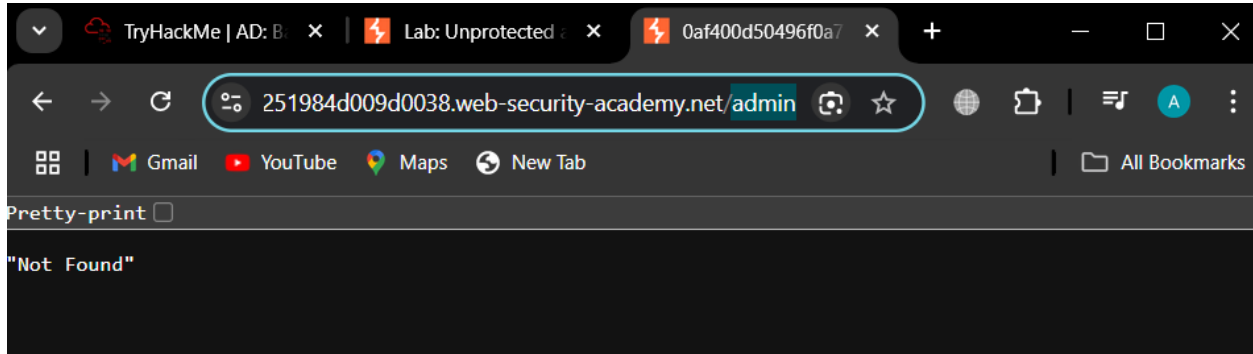 TryHackMe | AD: Ba
Lab: Unprotected a
0af400d50496f0a7
251984d009d0038.web-security-academy.net/admin
A
Gmail
YouTube
Maps
New Tab
All Bookmarks
Pretty-print
"Not Found"